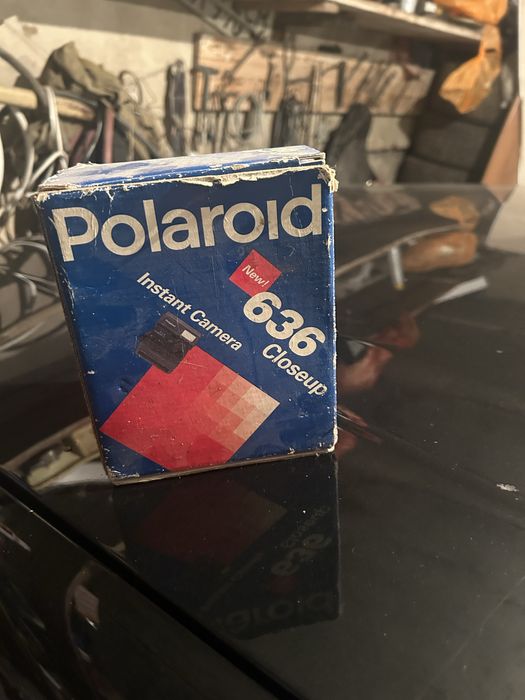 Polaroid
New!
636
Closeup
Instant Camera